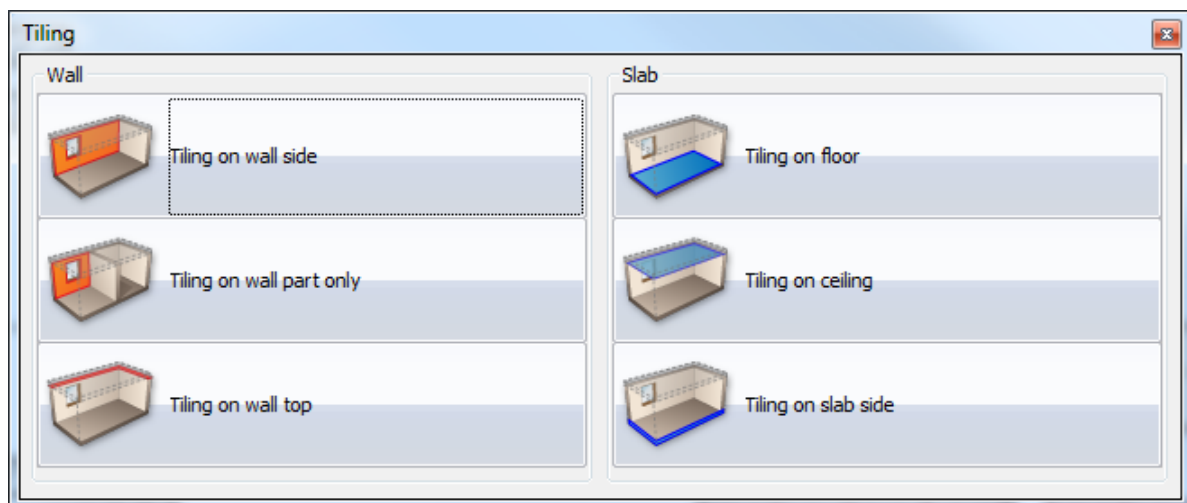 Tiling
Wall
Tiling on wall side
Tiling on wall part only
Tiling on wall top
Slab
Tiling on floor
Tiling on ceiling
Tiling on slab side